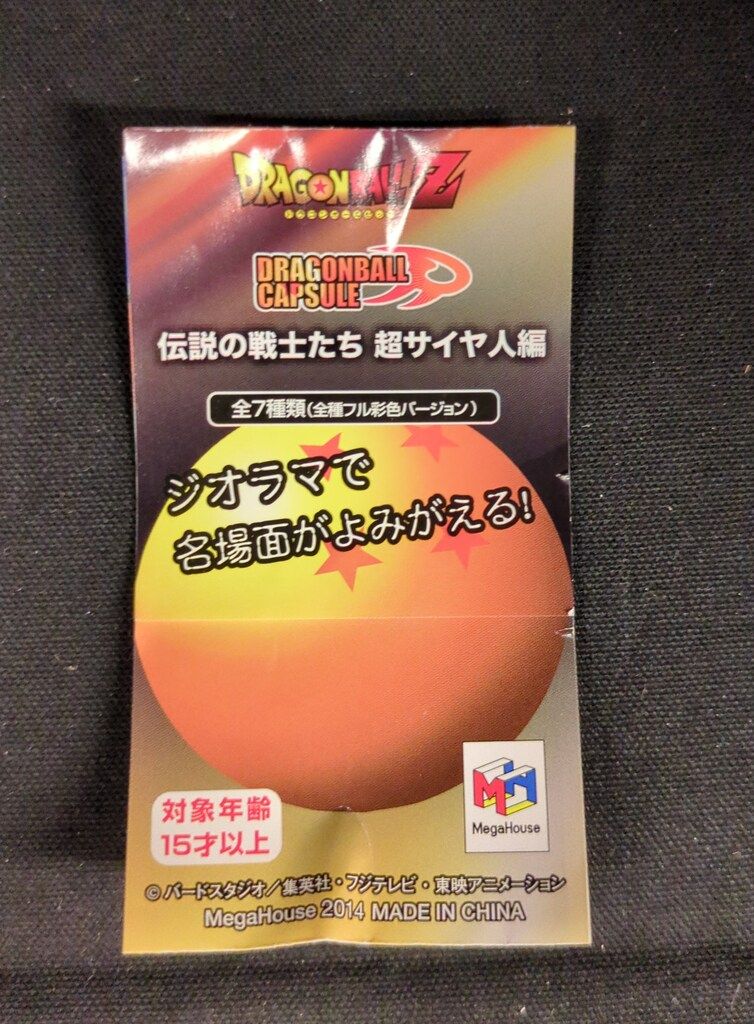 DRAGON BALL Z
ドラゴンボールゼット
DRAGONBALL
CAPSULE R
伝説の戦士たち 超サイヤ人編
全7種類(全種フル彩色バージョン)
ジオラマで
名場面がよみがえる!
MegaHouse
対象年齢
15才以上
© バードスタジオ/集英社・フジテレビ・東映アニメーション
MegaHouse 2014 MADE IN CHINA